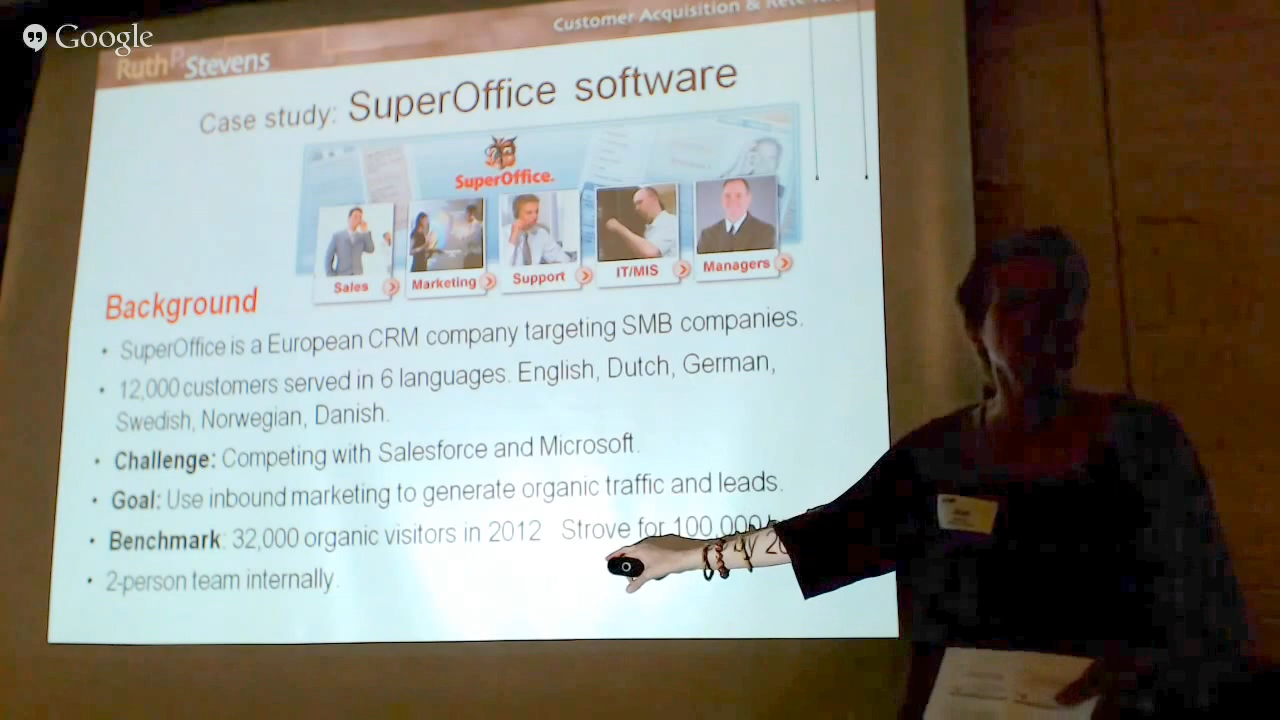 Google
Customer Acquisition &
Ruth P. Stevens
Case study: SuperOffice software
SuperOffice.
Sales
Marketing
Support
IT/MIS
Managers
Background
• SuperOffice is a European CRM company targeting SMB companies.
• 12,000 customers served in 6 languages. English, Dutch, German,
Swedish, Norwegian, Danish.
• Challenge: Competing with Salesforce and Microsoft.
• Goal: Use inbound marketing to generate organic traffic and leads.
• Benchmark: 32,000 organic visitors in 2012 Strove for 100,000
• 2-person team internally.